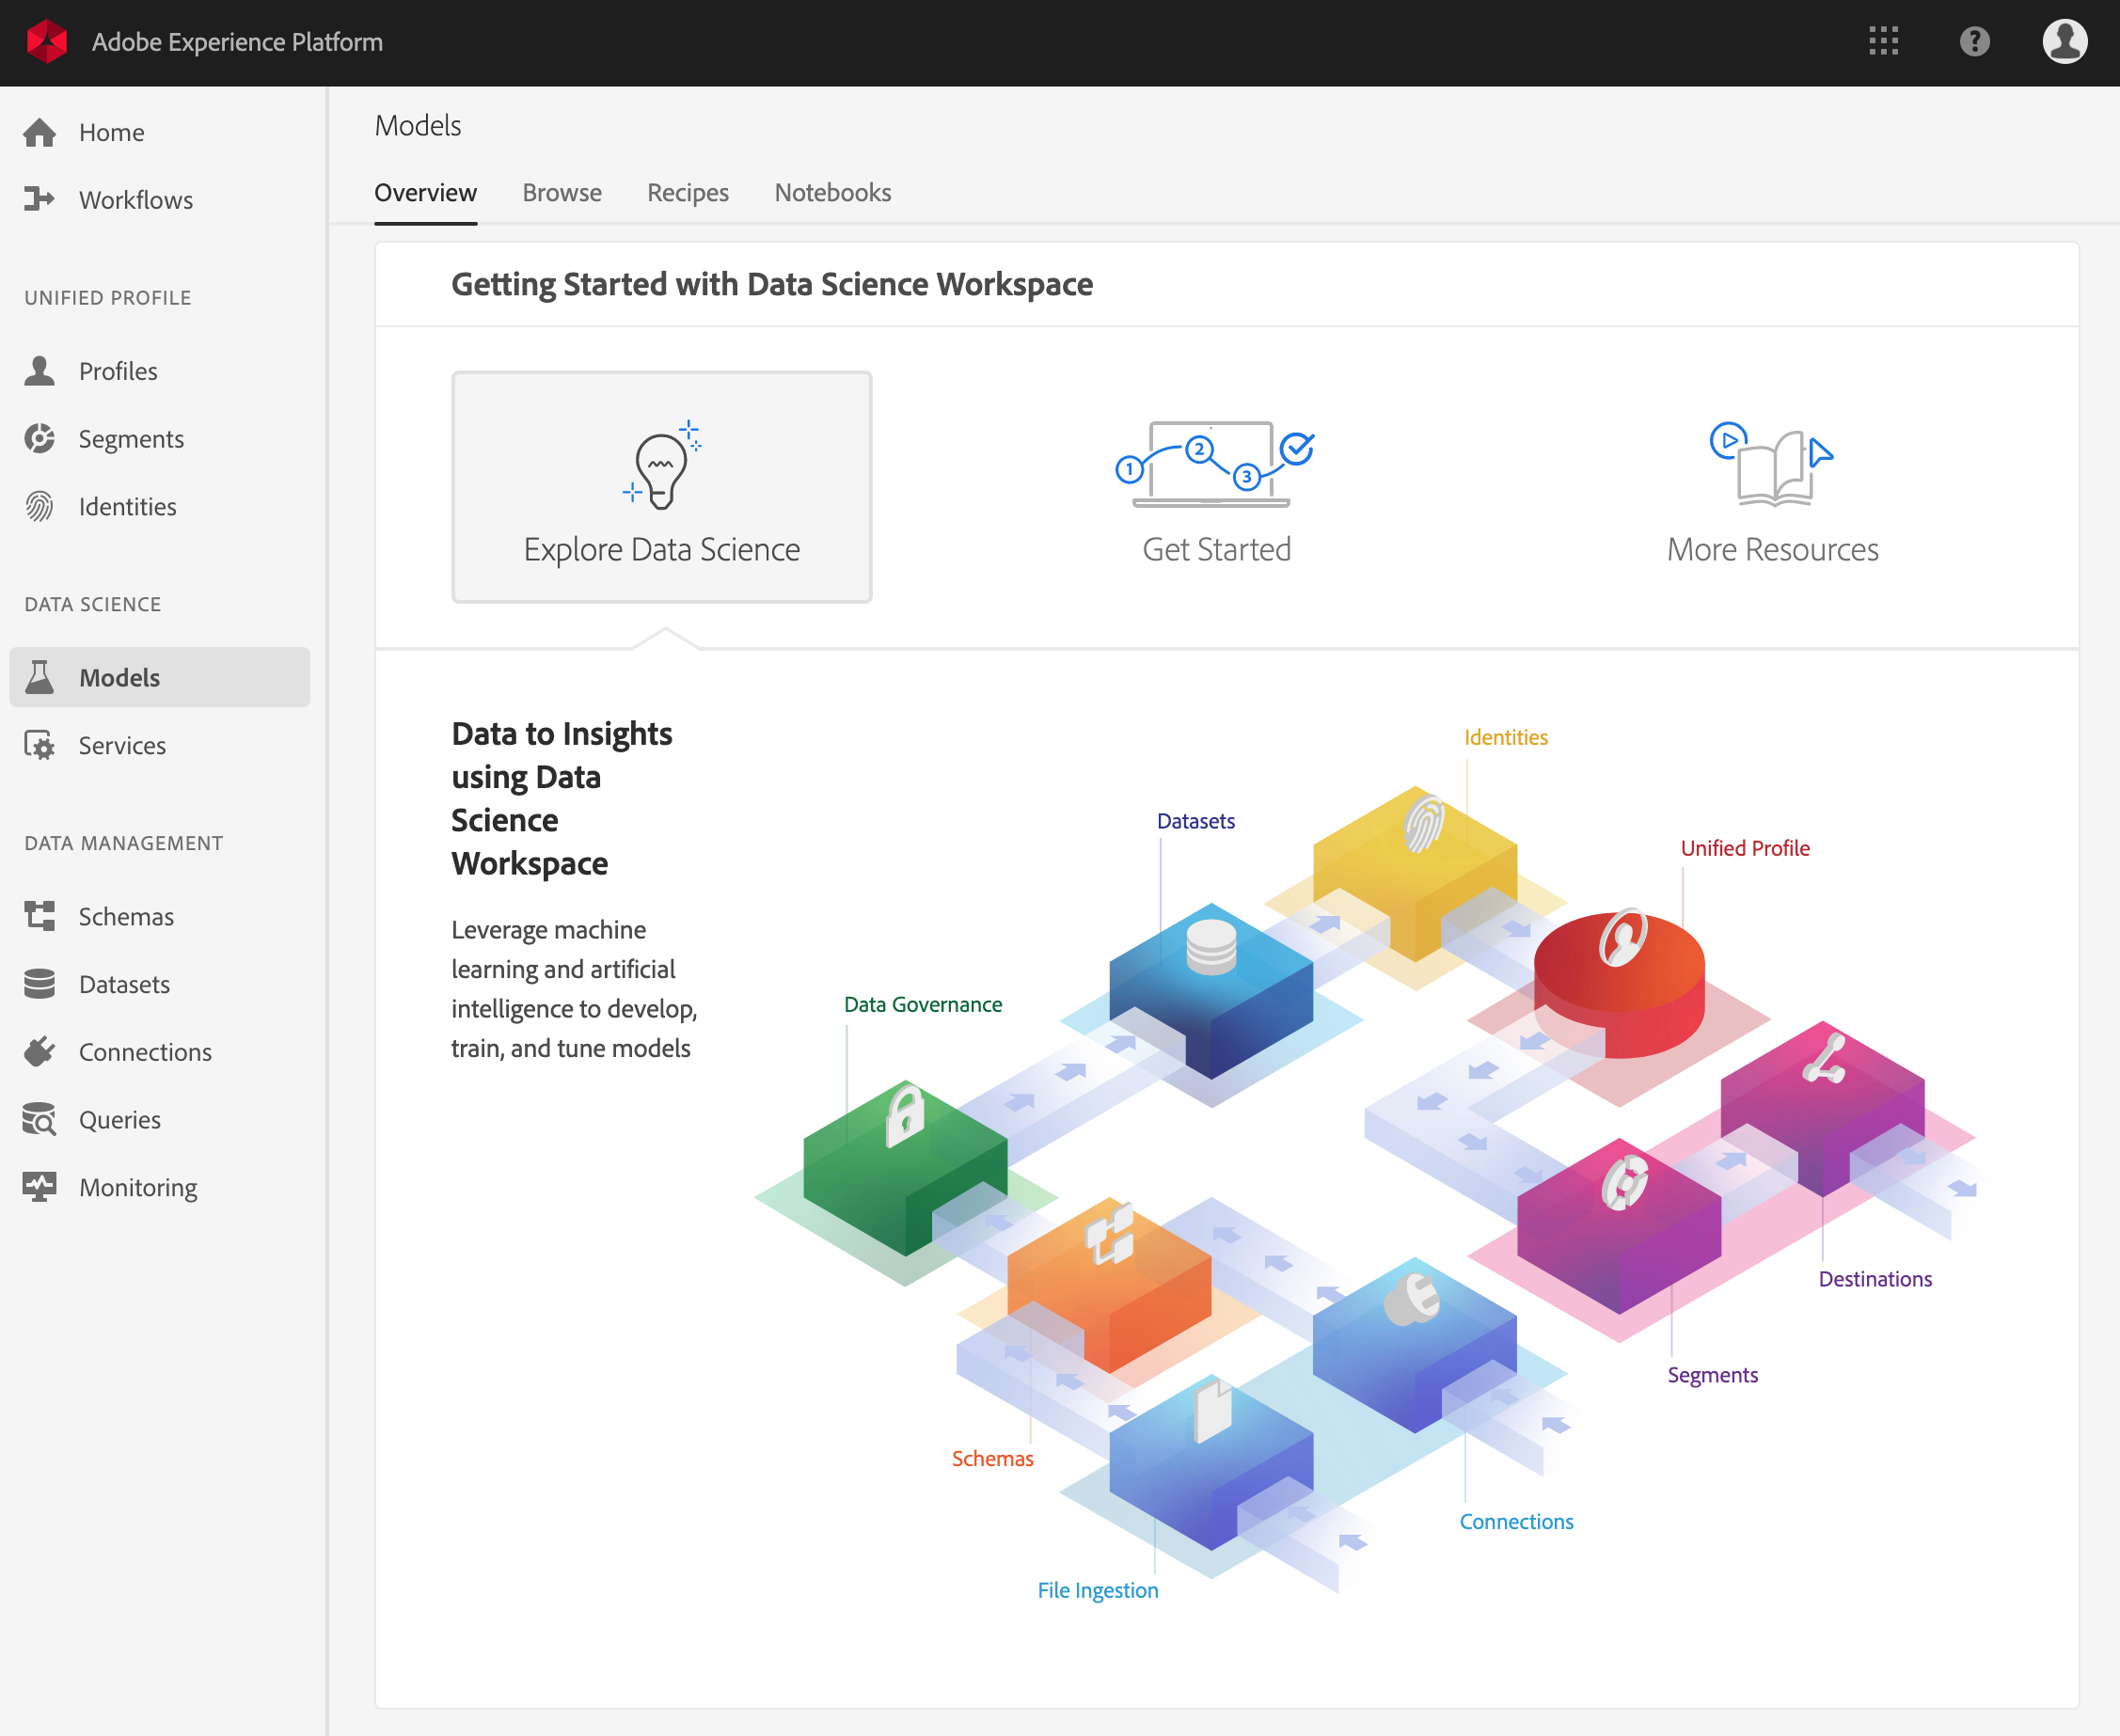 Adobe Experience Platform
?
Home
Workflows
UNIFIED PROFILE
Profiles
Segments
Identities
DATA SCIENCE
Models
Services
DATA MANAGEMENT
Schemas
Datasets
Connections
Queries
Monitoring
Models
Overview Browse Recipes Notebooks
Getting Started with Data Science Workspace
1 2 3
Explore Data Science
Get Started
More Resources
Data to Insights
using Data
Science
Workspace
Leverage machine
learning and artificial
intelligence to develop,
train, and tune models
Identities
Datasets
Unified Profile
Data Governance
Destinations
Segments
Schemas
Connections
File Ingestion